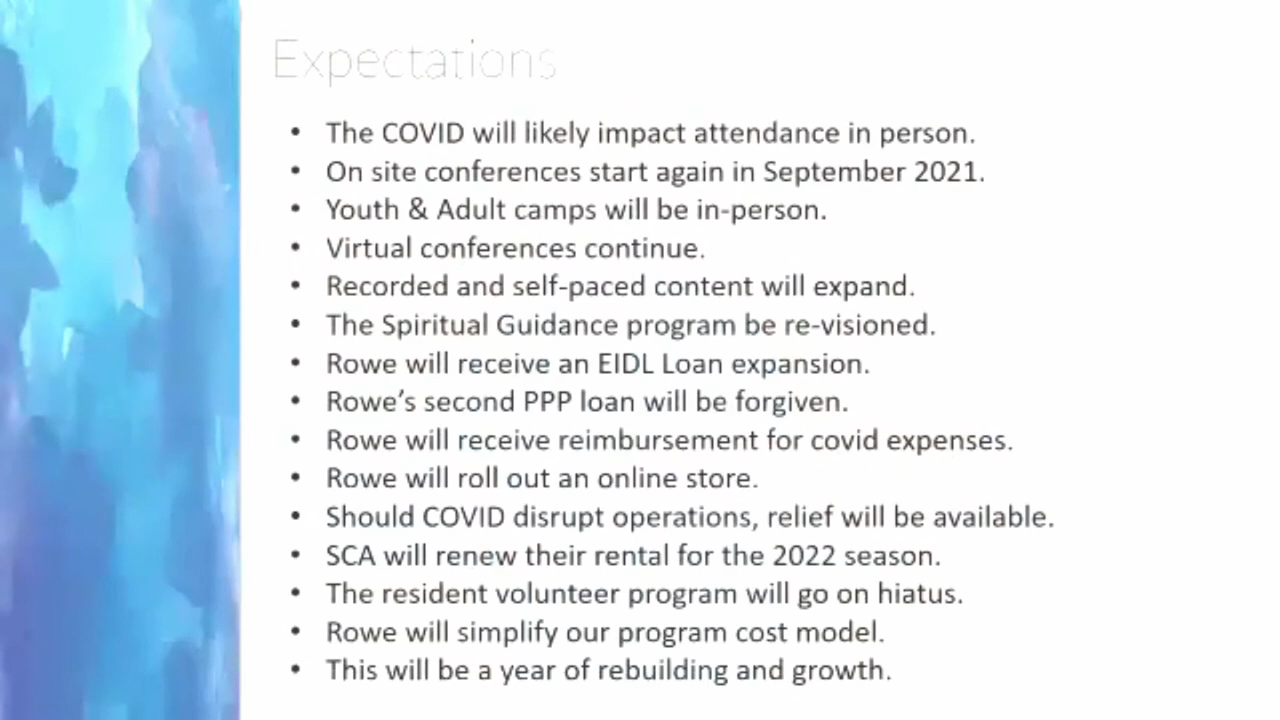 Expectations
• The COVID will likely impact attendance in person.
• On site conferences start again in September 2021.
• Youth & Adult camps will be in-person.
• Virtual conferences continue.
• Recorded and self-paced content will expand.
• The Spiritual Guidance program be re-visioned.
• Rowe will receive an EIDL Loan expansion.
• Rowe’s second PPP loan will be forgiven.
• Rowe will receive reimbursement for covid expenses.
• Rowe will roll out an online store.
• Should COVID disrupt operations, relief will be available.
• SCA will renew their rental for the 2022 season.
• The resident volunteer program will go on hiatus.
• Rowe will simplify our program cost model.
• This will be a year of rebuilding and growth.